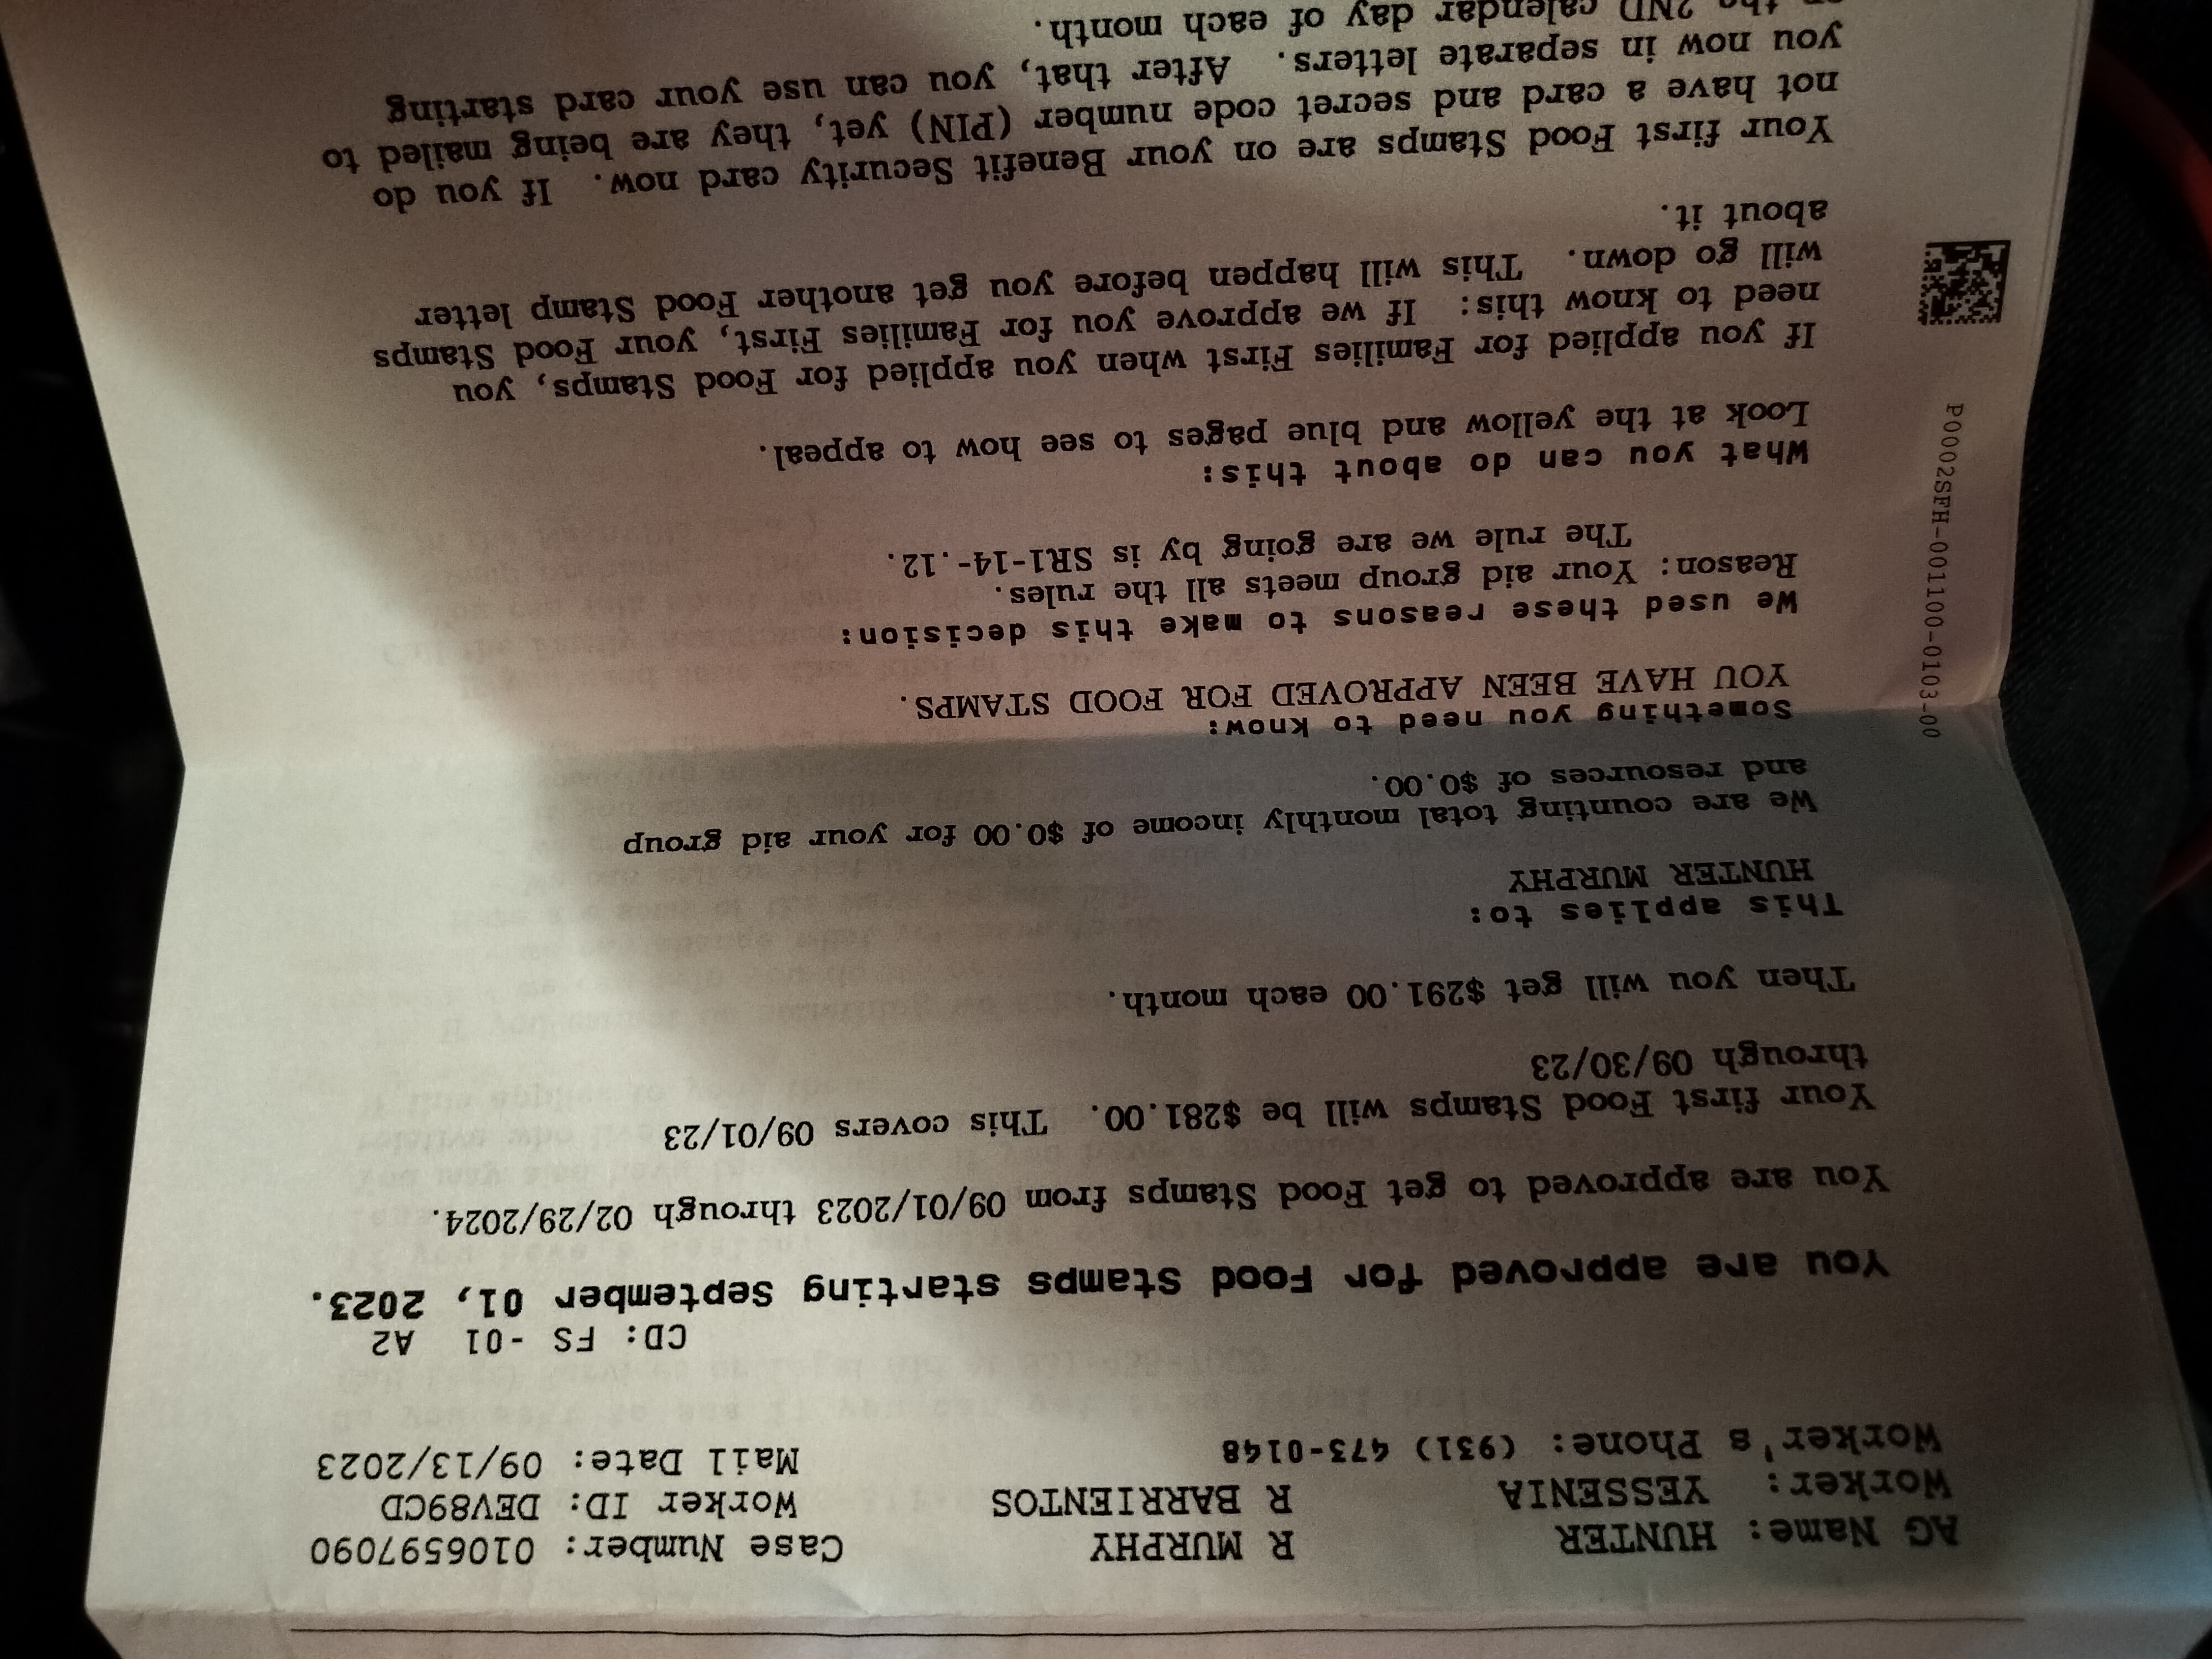 AG Name: HUNTER R MURPHY Case Number: 0106597090
Worker: YESSENIA R BARRIENTOS Worker ID: DEV89CD
Worker's Phone: (931) 473-0148 Mail Date: 09/13/2023
CD: FS -01 A2
You are approved for Food Stamps starting September 01, 2023.
You are approved to get Food Stamps from 09/01/2023 through 02/29/2024.
Your first Food Stamps will be $281.00. This covers 09/01/23
through 09/30/23
Then you will get $291.00 each month.
This applies to:
HUNTER MURPHY
We are counting total monthly income of $0.00 for your aid group
and resources of $0.00.
Something you need to know:
YOU HAVE BEEN APPROVED FOR FOOD STAMPS.
We used these reasons to make this decision:
Reason: Your aid group meets all the rules.
The rule we are going by is SR1-14-.12.
What you can do about this:
Look at the yellow and blue pages to see how to appeal.
If you applied for Families First when you applied for Food Stamps, you
need to know this: If we approve you for Families First, your Food Stamps
will go down. This will happen before you get another Food Stamp letter
about it.
Your first Food Stamps are on your Benefit Security card now. If you do
not have a card and secret code number (PIN) yet, they are being mailed to
you now in separate letters. After that, you can use your card starting
on the 2ND calendar day of each month.
P0002SFH-001100-0103-00